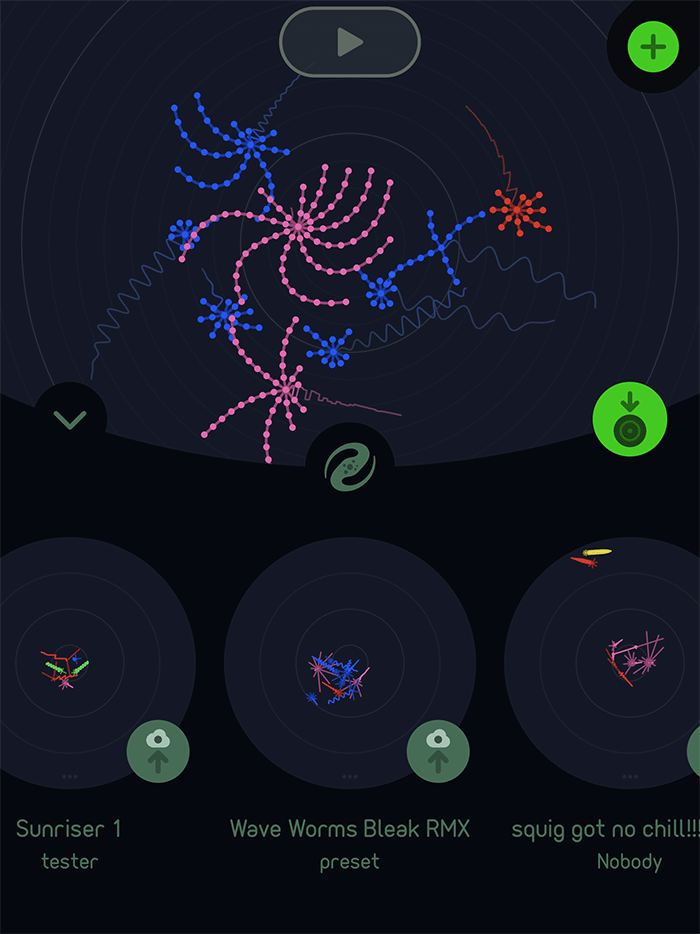 Sunriser 1
tester
Wave Worms Bleak RMX
preset
squig got no chill!!!
Nobody